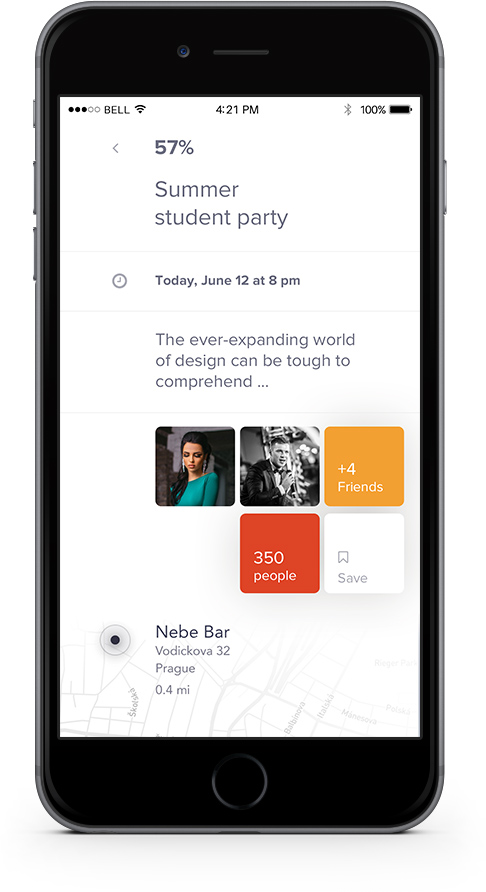 BELL 4:21 PM 100%
57%
Summer
student party
Today, June 12 at 8 pm
The ever-expanding world
of design can be tough to
comprehend ...
+4
Friends
350
people
Save
Nebe Bar
Vodickova 32
Prague
0.4 mi
Školská
Balbínova
Italská
Mánesova
Polská